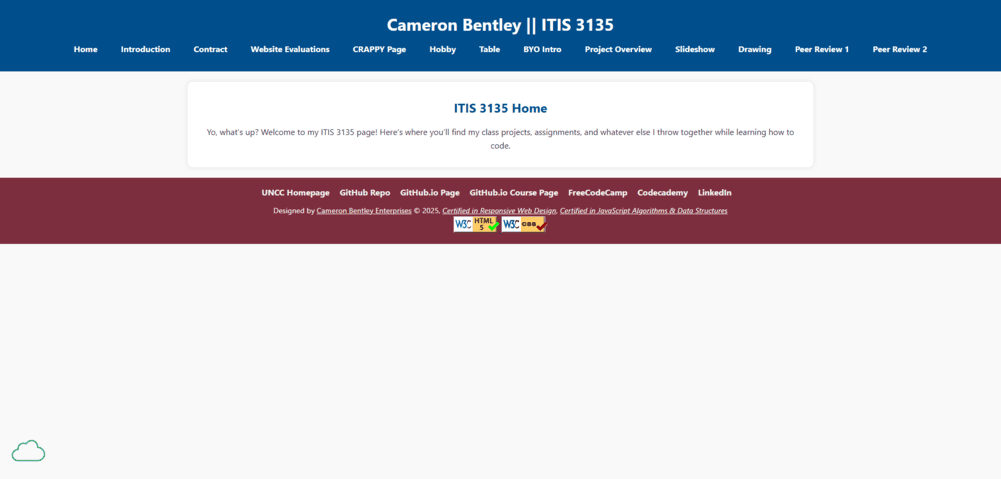 Cameron Bentley || ITIS 3135
Home Introduction Contract Website Evaluations CRAPPY Page Hobby Table BYO Intro Project Overview Slideshow Drawing Peer Review 1 Peer Review 2
ITIS 3135 Home
Yo, what's up? Welcome to my ITIS 3135 page! Here's where you'll find my class projects, assignments, and whatever else I throw together while learning how to
code.
UNCC Homepage GitHub Repo GitHub.io Page GitHub.io Course Page FreeCodeCamp Codecademy LinkedIn
Designed by Cameron Bentley Enterprises © 2025, Certified in Responsive Web Design, Certified in JavaScript Algorithms & Data Structures
W3C HTML 5 W3C CSS